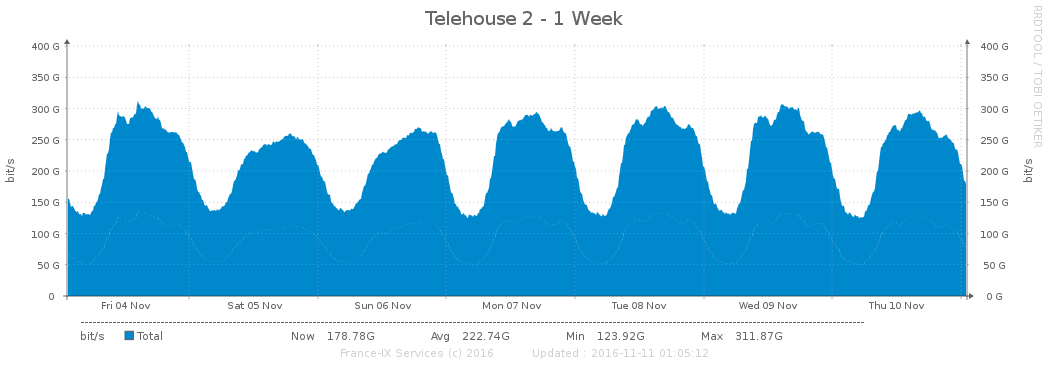 Telehouse 2 - 1 Week
RRDTOOL / TOBI OETIKER
400 G 400 G
350 G 350 G
300 G 300 G
250 G 250 G
200 G 200 G
150 G 150 G
100 G 100 G
50 G 50 G
0 0 G
bit/s bit/s
Fri 04 Nov Sat 05 Nov Sun 06 Nov Mon 07 Nov Tue 08 Nov Wed 09 Nov Thu 10 Nov
bit/s Total Now 178.78G Avg 222.74G Min 123.92G Max 311.87G
France-IX Services (c) 2016 Updated : 2016-11-11 01:05:12